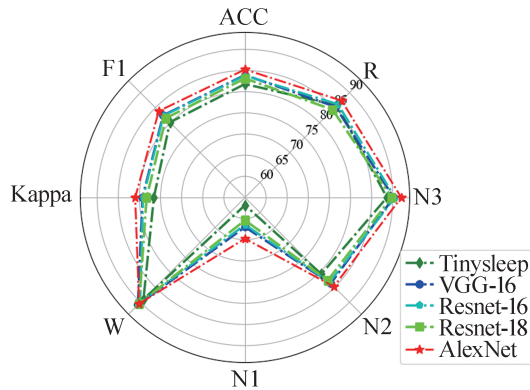 ACC
F1
R
90
85
80
75
70
65
60
Kappa
N3
W
N2
N1
Tinysleep
VGG-16
Resnet-16
Resnet-18
AlexNet